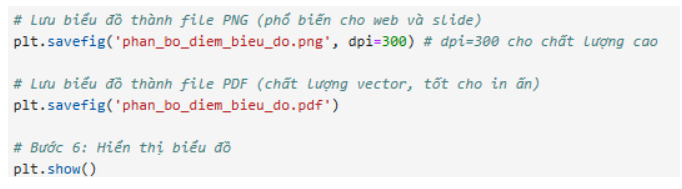 # Lưu biểu đồ thành file PNG (phổ biến cho web và slide)
plt.savefig('phan_bo_diem_bieu_do.png', dpi=300) # dpi=300 cho chất lượng cao
# Lưu biểu đồ thành file PDF (chất lượng vector, tốt cho in ấn)
plt.savefig('phan_bo_diem_bieu_do.pdf')
# Bước 6: Hiển thị biểu đồ
plt.show()